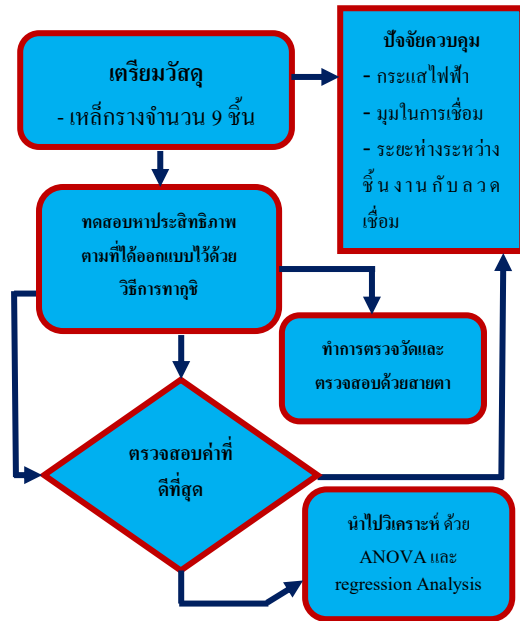 เตรียมวัสดุ
- เหล็กรางจำนวน 9 ชิ้น
ปัจจัยควบคุม
- กระแสไฟฟ้า
- มุมในการเชื่อม
- ระยะห่างระหว่าง
ชิ้นงานกับลวด
เชื่อม
ทดสอบหาประสิทธิภาพ
ตามที่ได้ออกแบบไว้ด้วย
วิธีการทากุชิ
ทำการตรวจวัดและ
ตรวจสอบด้วยสายตา
ตรวจสอบค่าที่
ดีที่สุด
นำไปวิเคราะห์ ด้วย
ANOVA และ
regression Analysis